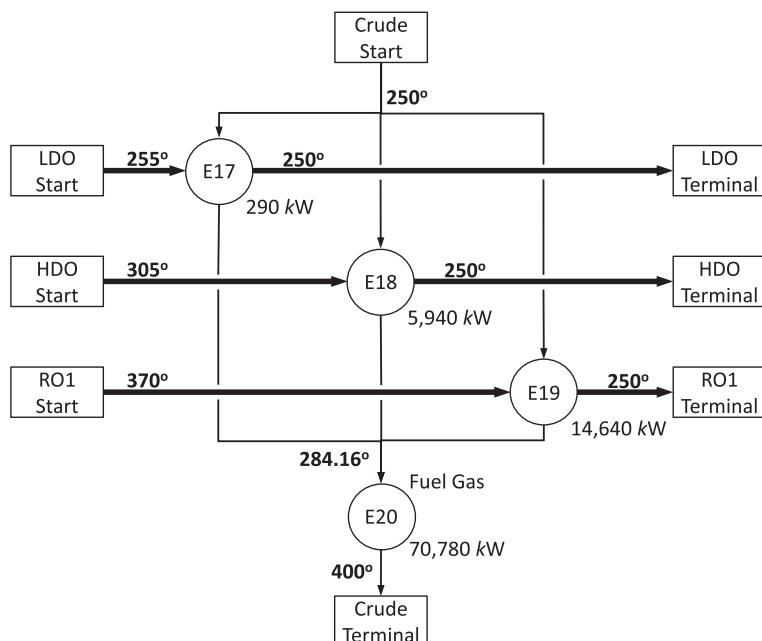 Crude
Start
250°
LDO
Start
255°
E17
250°
LDO
Terminal
290 kW
HDO
Start
305°
E18
250°
HDO
Terminal
5,940 kW
RO1
Start
370°
E19
250°
RO1
Terminal
14,640 kW
284.16°
Fuel Gas
E20
70,780 kW
400°
Crude
Terminal